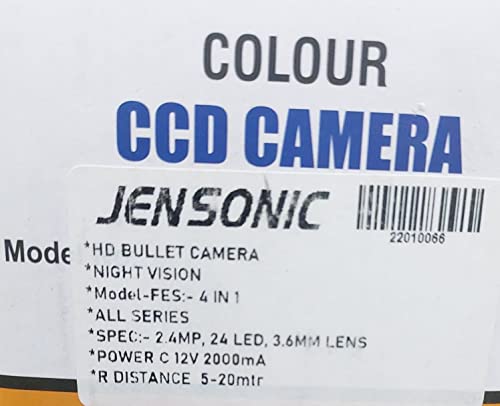 COLOUR
CCD CAMERA
JENSONIC
22010066
Mode
*HD BULLET CAMERA
*NIGHT VISION
*Model-FES:- 4 IN 1
*ALL SERIES
*SPEC:- 2.4MP, 24 LED, 3.6MM LENS
*POWER C 12V 2000mA
*R DISTANCE 5-20mtr